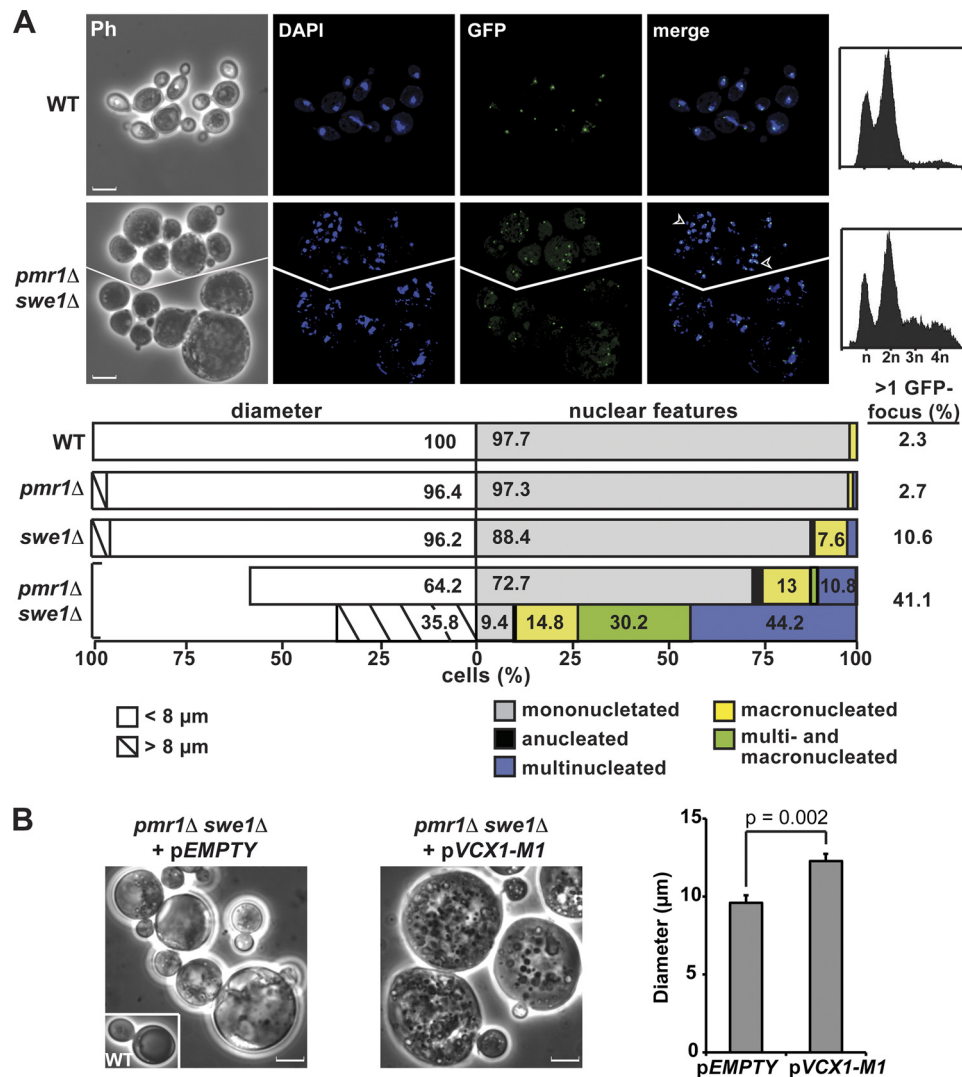 A
Ph
DAPI
GFP
merge
WT
pmr1Δ
swe1Δ
n 2n 3n 4n
>1 GFP-
focus (%)
diameter
nuclear features
WT
100
97.7
2.3
pmr1Δ
96.4
97.3
2.7
swe1Δ
96.2
88.4
7.6
10.6
pmr1Δ
swe1Δ
64.2
72.7
13
10.8
41.1
35.8
9.4
14.8
30.2
44.2
100 75 50 25 0 25 50 75 100
cells (%)
< 8 µm
> 8 µm
mononucletated
anucleated
multinucleated
macronucleated
multi- and
macronucleated
B
pmr1Δ swe1Δ
+ pEMPTY
WT
pmr1Δ swe1Δ
+ pVCX1-M1
p = 0.002
Diameter (µm)
15
10
5
0
pEMPTY pVCX1-M1